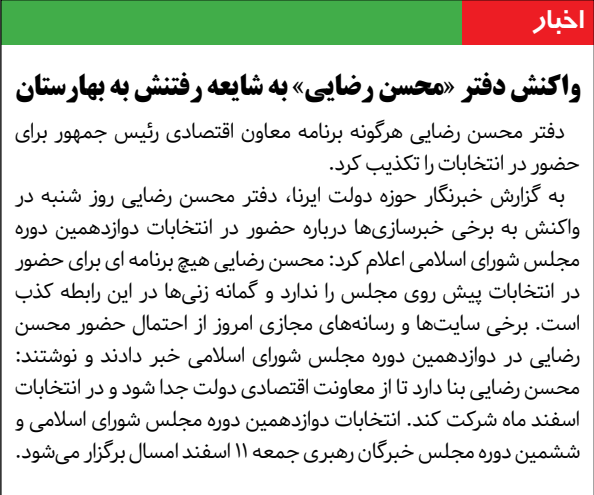 اخبار
واکنش دفتر «محسن رضایی» به شایعه رفتنش به بهارستان
دفتر محسن رضایی هرگونه برنامه معاون اقتصادی رئیس جمهور برای
حضور در انتخابات را تکذیب کرد.
به گزارش خبرنگار حوزه دولت ایرنا، دفتر محسن رضایی روز شنبه در
واکنش به برخی خبرسازی‌ها درباره حضور در انتخابات دوازدهمین دوره
مجلس شورای اسلامی اعلام کرد: محسن رضایی هیچ برنامه ای برای حضور
در انتخابات پیش روی مجلس را ندارد و گمانه زنی‌ها در این رابطه کذب
است. برخی سایت‌ها و رسانه‌های مجازی امروز از احتمال حضور محسن
رضایی در دوازدهمین دوره مجلس شورای اسلامی خبر دادند و نوشتند:
محسن رضایی بنا دارد تا از معاونت اقتصادی دولت جدا شود و در انتخابات
اسفند ماه شرکت کند. انتخابات دوازدهمین دوره مجلس شورای اسلامی و
ششمین دوره مجلس خبرگان رهبری جمعه ۱۱ اسفند امسال برگزار می‌شود.